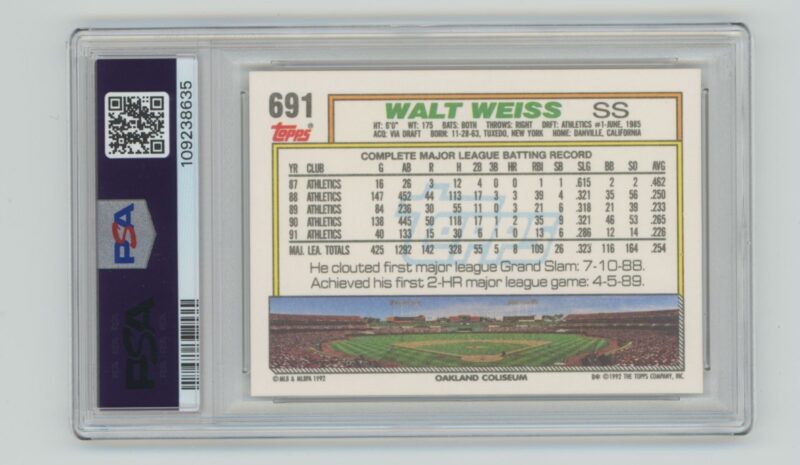 PSA
PSA
109238635
691
Topps®
WALT WEISS SS
HT: 6'0" WT: 175 BATS: BOTH THROWS: RIGHT DRFT: ATHLETICS #1-JUNE, 1985
ACQ: VIA DRAFT BORN: 11-28-63, TUXEDO, NEW YORK HOME: DANVILLE, CALIFORNIA
COMPLETE MAJOR LEAGUE BATTING RECORD
YR CLUB G AB R H 2B 3B HR RBI SB SLG BB SO AVG
87 ATHLETICS 16 26 3 12 4 0 0 1 1 .615 2 2 .462
88 ATHLETICS 147 452 44 113 17 3 3 39 4 .321 35 56 .250
89 ATHLETICS 84 236 30 55 11 0 3 21 6 .318 21 39 .233
90 ATHLETICS 138 445 50 118 17 1 2 35 9 .321 46 53 .265
91 ATHLETICS 40 133 15 30 6 1 0 13 6 .286 12 14 .226
MAJ. LEA. TOTALS 425 1292 142 328 55 5 8 109 26 .323 116 164 .254
Topps
He clouted first major league Grand Slam: 7-10-88.
Achieved his first 2-HR major league game: 4-5-89.
©MLB & MLBPA 1992 OAKLAND COLISEUM D* ©1992 THE TOPPS COMPANY, INC.